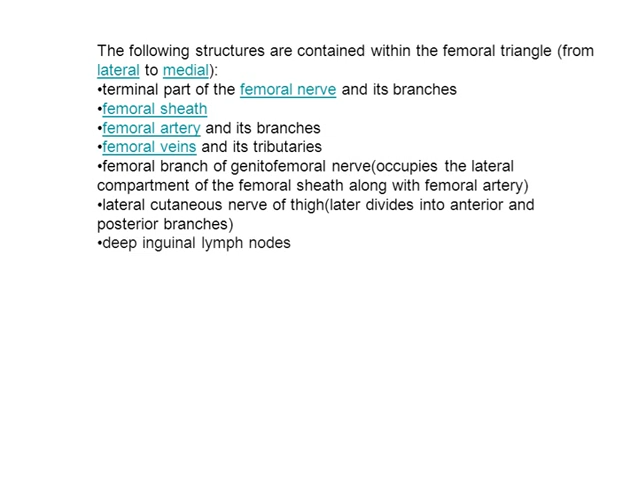 The following structures are contained within the femoral triangle (from
lateral to medial):
•terminal part of the femoral nerve and its branches
•femoral sheath
•femoral artery and its branches
•femoral veins and its tributaries
•femoral branch of genitofemoral nerve(occupies the lateral
compartment of the femoral sheath along with femoral artery)
•lateral cutaneous nerve of thigh(later divides into anterior and
posterior branches)
•deep inguinal lymph nodes